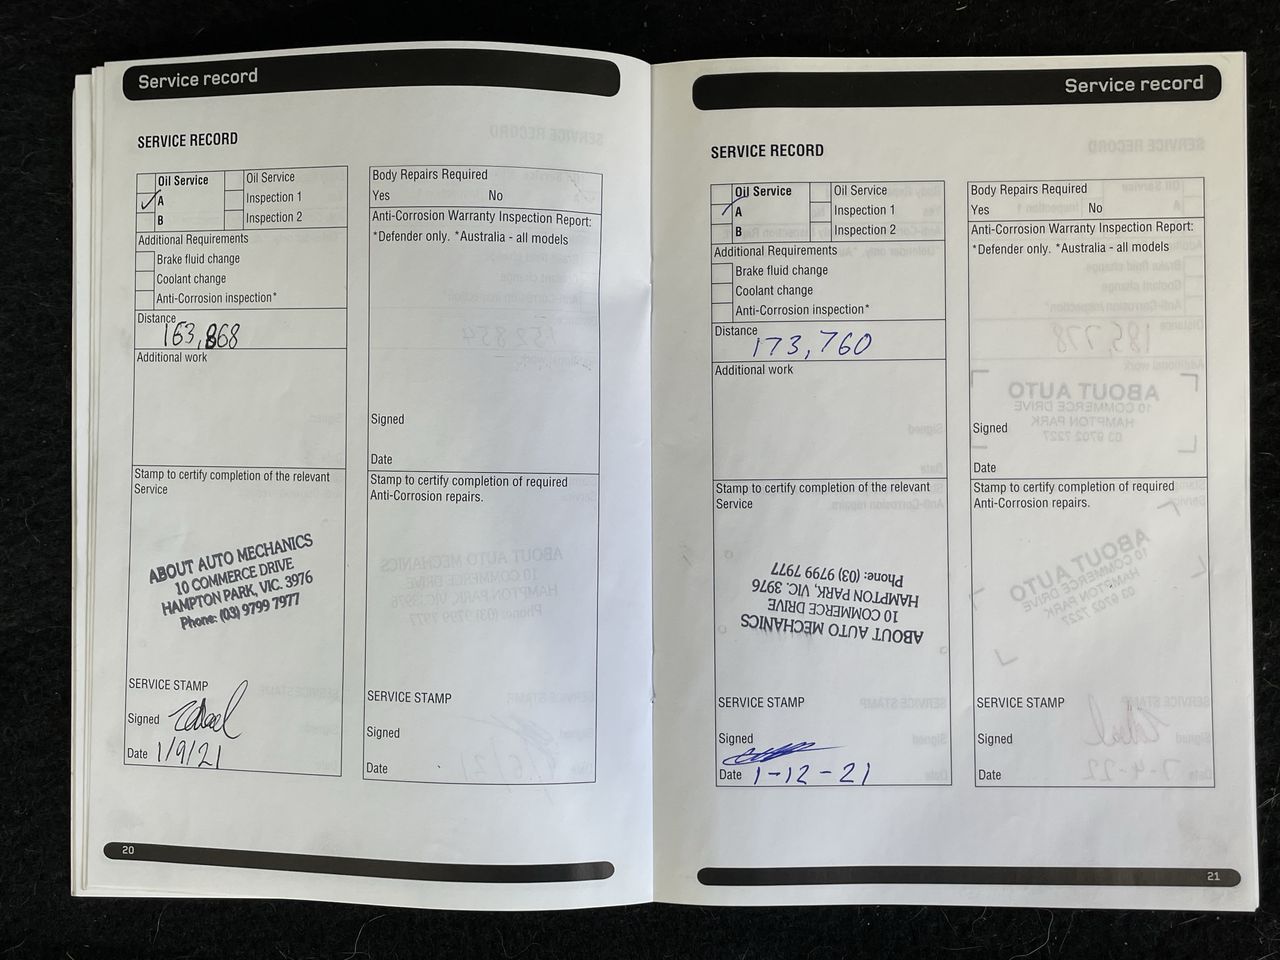 Service record
SERVICE RECORD
Oil Service
A
B
Oil Service
Inspection 1
Inspection 2
Additional Requirements
Brake fluid change
Coolant change
Anti-Corrosion inspection*
Distance
163,868
Additional work
Stamp to certify completion of the relevant
Service
ABOUT AUTO MECHANICS
10 COMMERCE DRIVE
HAMPTON PARK, VIC. 3976
Phone: (03) 9799 7977
SERVICE STAMP
Signed
Date 1/9/21
Body Repairs Required
Yes No
Anti-Corrosion Warranty Inspection Report:
*Defender only. *Australia - all models
Signed
Date
Stamp to certify completion of required
Anti-Corrosion repairs.
SERVICE STAMP
Signed
Date
20
Service record
SERVICE RECORD
Oil Service
A
B
Oil Service
Inspection 1
Inspection 2
Additional Requirements
Brake fluid change
Coolant change
Anti-Corrosion inspection*
Distance
173,760
Additional work
Stamp to certify completion of the relevant
Service
ABOUT AUTO MECHANICS
10 COMMERCE DRIVE
HAMPTON PARK, VIC. 3976
Phone: (03) 9799 7977
SERVICE STAMP
Signed
Date 1-12-21
Body Repairs Required
Yes No
Anti-Corrosion Warranty Inspection Report:
*Defender only. *Australia - all models
Signed
Date
Stamp to certify completion of required
Anti-Corrosion repairs.
SERVICE STAMP
Signed
Date
21